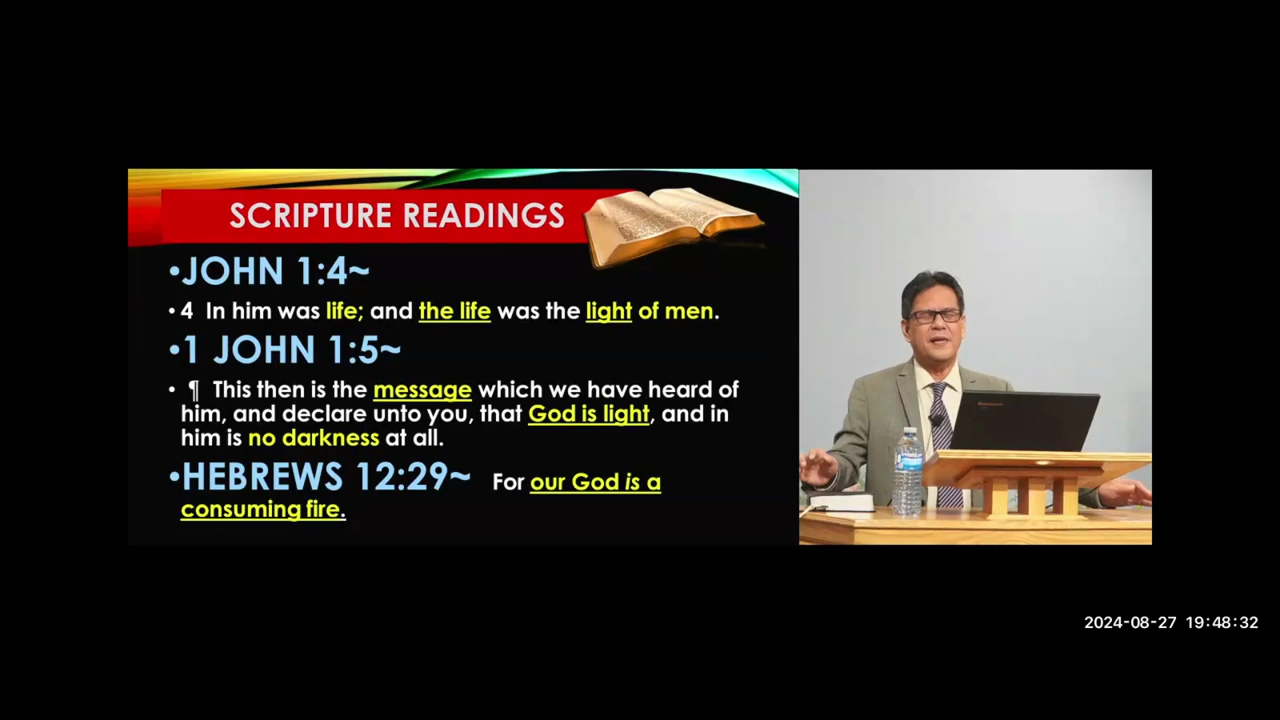 SCRIPTURE READINGS
•JOHN 1:4~
• 4 In him was life; and the life was the light of men.
•1 JOHN 1:5~
• ¶ This then is the message which we have heard of
him, and declare unto you, that God is light, and in
him is no darkness at all.
•HEBREWS 12:29~ For our God is a
consuming fire.
2024-08-27 19:48:32